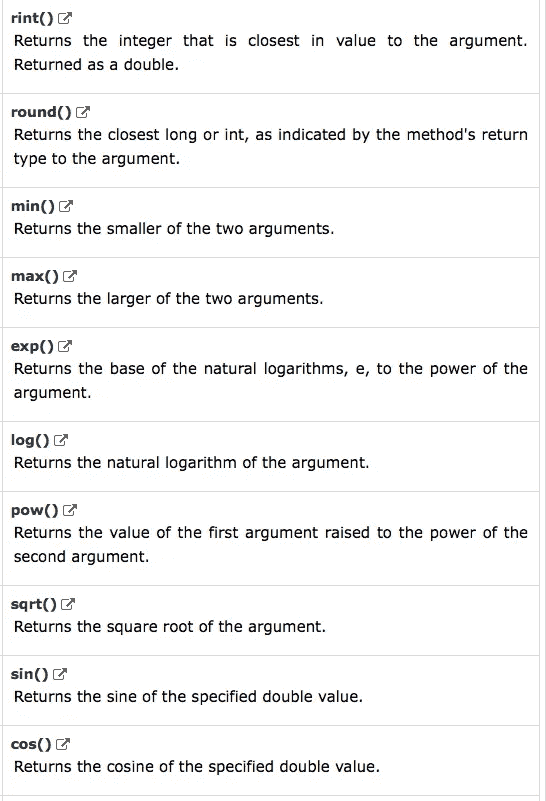 rint()
Returns the integer that is closest in value to the argument.
Returned as a double.
round()
Returns the closest long or int, as indicated by the method's return
type to the argument.
min()
Returns the smaller of the two arguments.
max()
Returns the larger of the two arguments.
exp()
Returns the base of the natural logarithms, e, to the power of the
argument.
log()
Returns the natural logarithm of the argument.
pow()
Returns the value of the first argument raised to the power of the
second argument.
sqrt()
Returns the square root of the argument.
sin()
Returns the sine of the specified double value.
cos()
Returns the cosine of the specified double value.